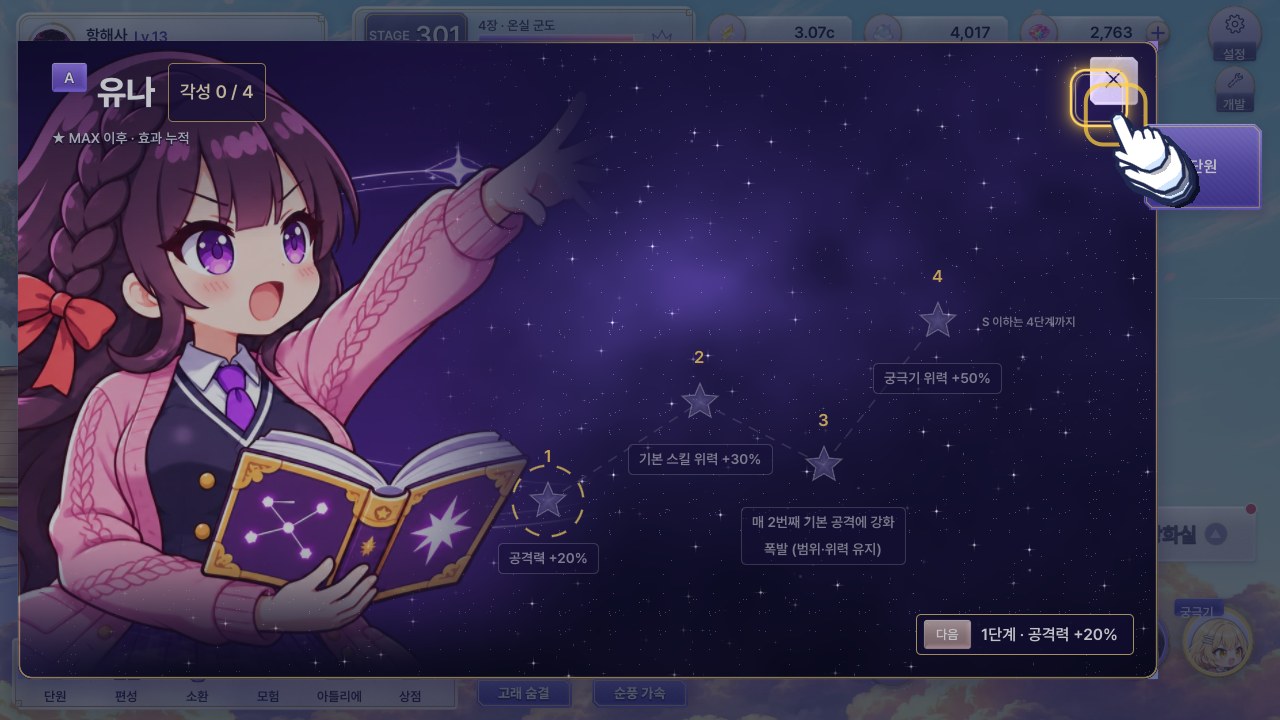 항해사 Lv.13
STAGE 301
4장 · 온실 군도
3.07c
4,017
2,763
설정
개발
A
유나
각성 0 / 4
★ MAX 이후 · 효과 누적
단원
4
S 이하는 4단계까지
궁극기 위력 +50%
2
기본 스킬 위력 +30%
3
매 2번째 기본 공격에 강화
폭발 (범위·위력 유지)
1
공격력 +20%
다음
1단계 · 공격력 +20%
궁극기
단원
편성
소환
모험
아틀리에
상점
고래 숨결
순풍 가속